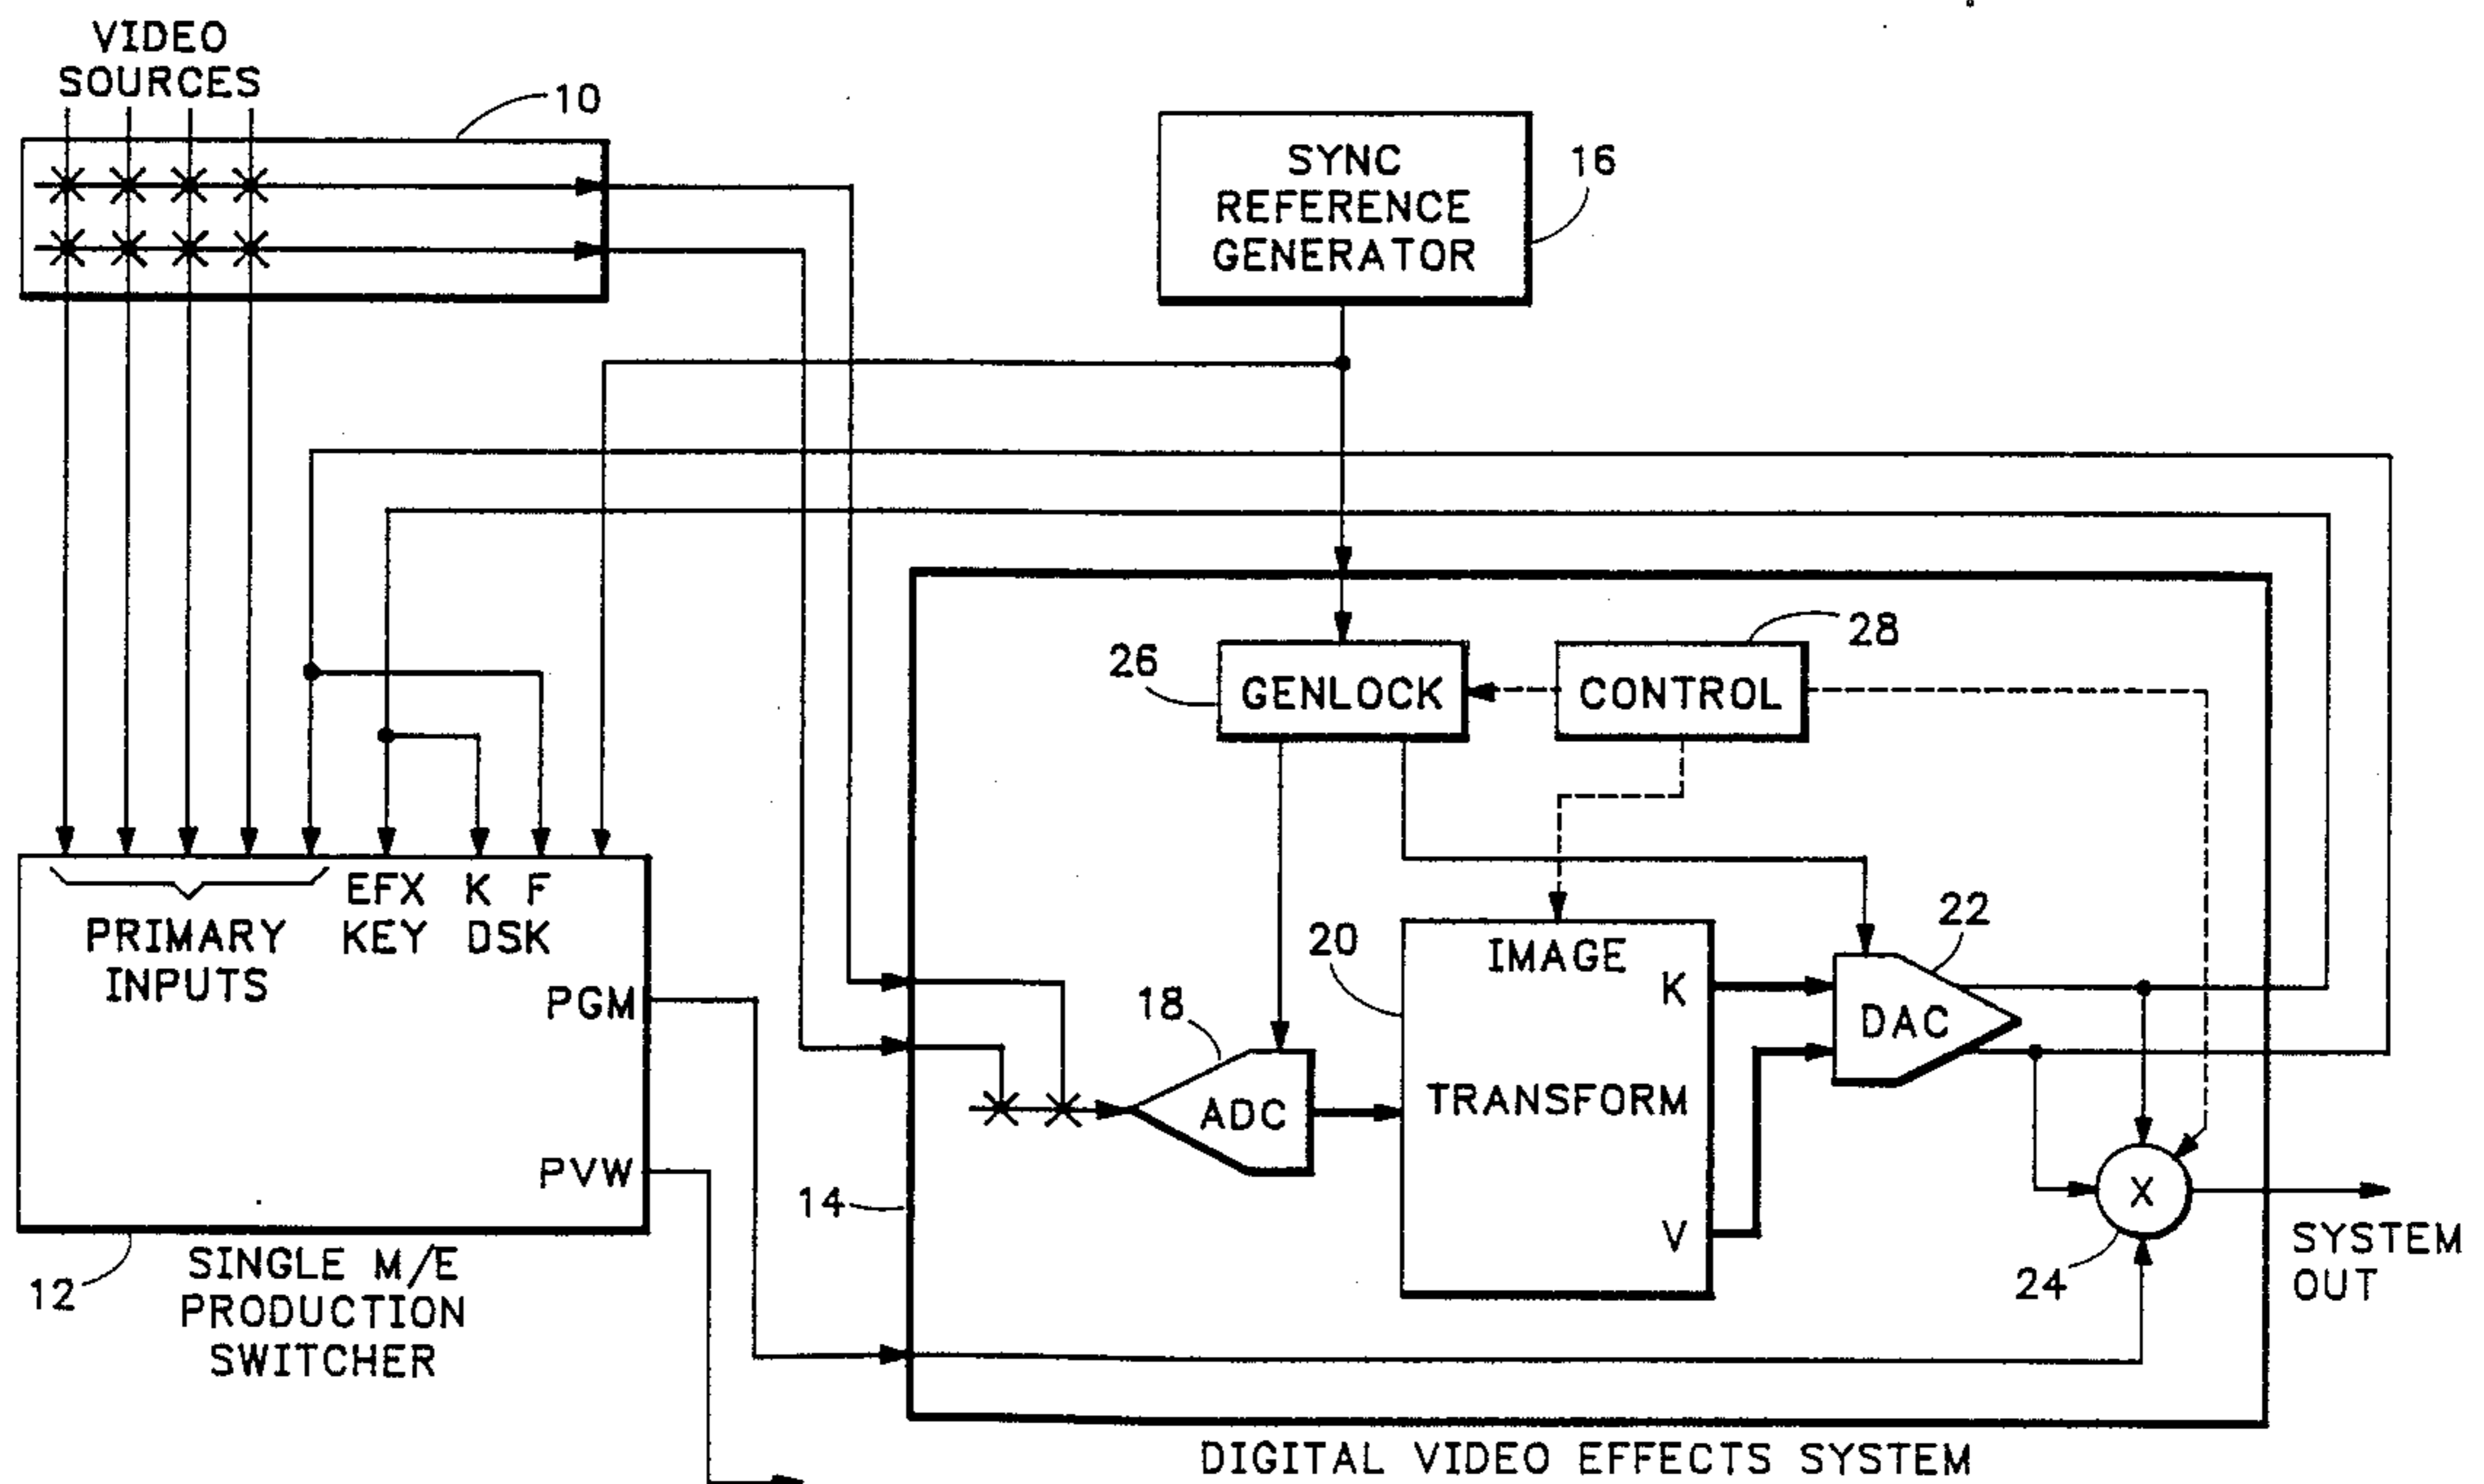 VIDEO
SOURCES
10
SYNC
REFERENCE
GENERATOR
16
28
26
GENLOCK
CONTROL
EFX
KEY
K F
DSK
PRIMARY
INPUTS
PGM
PVW
12
SINGLE M/E
PRODUCTION
SWITCHER
14
18
ADC
20
IMAGE
TRANSFORM
K
V
22
DAC
X
24
SYSTEM
OUT
DIGITAL VIDEO EFFECTS SYSTEM